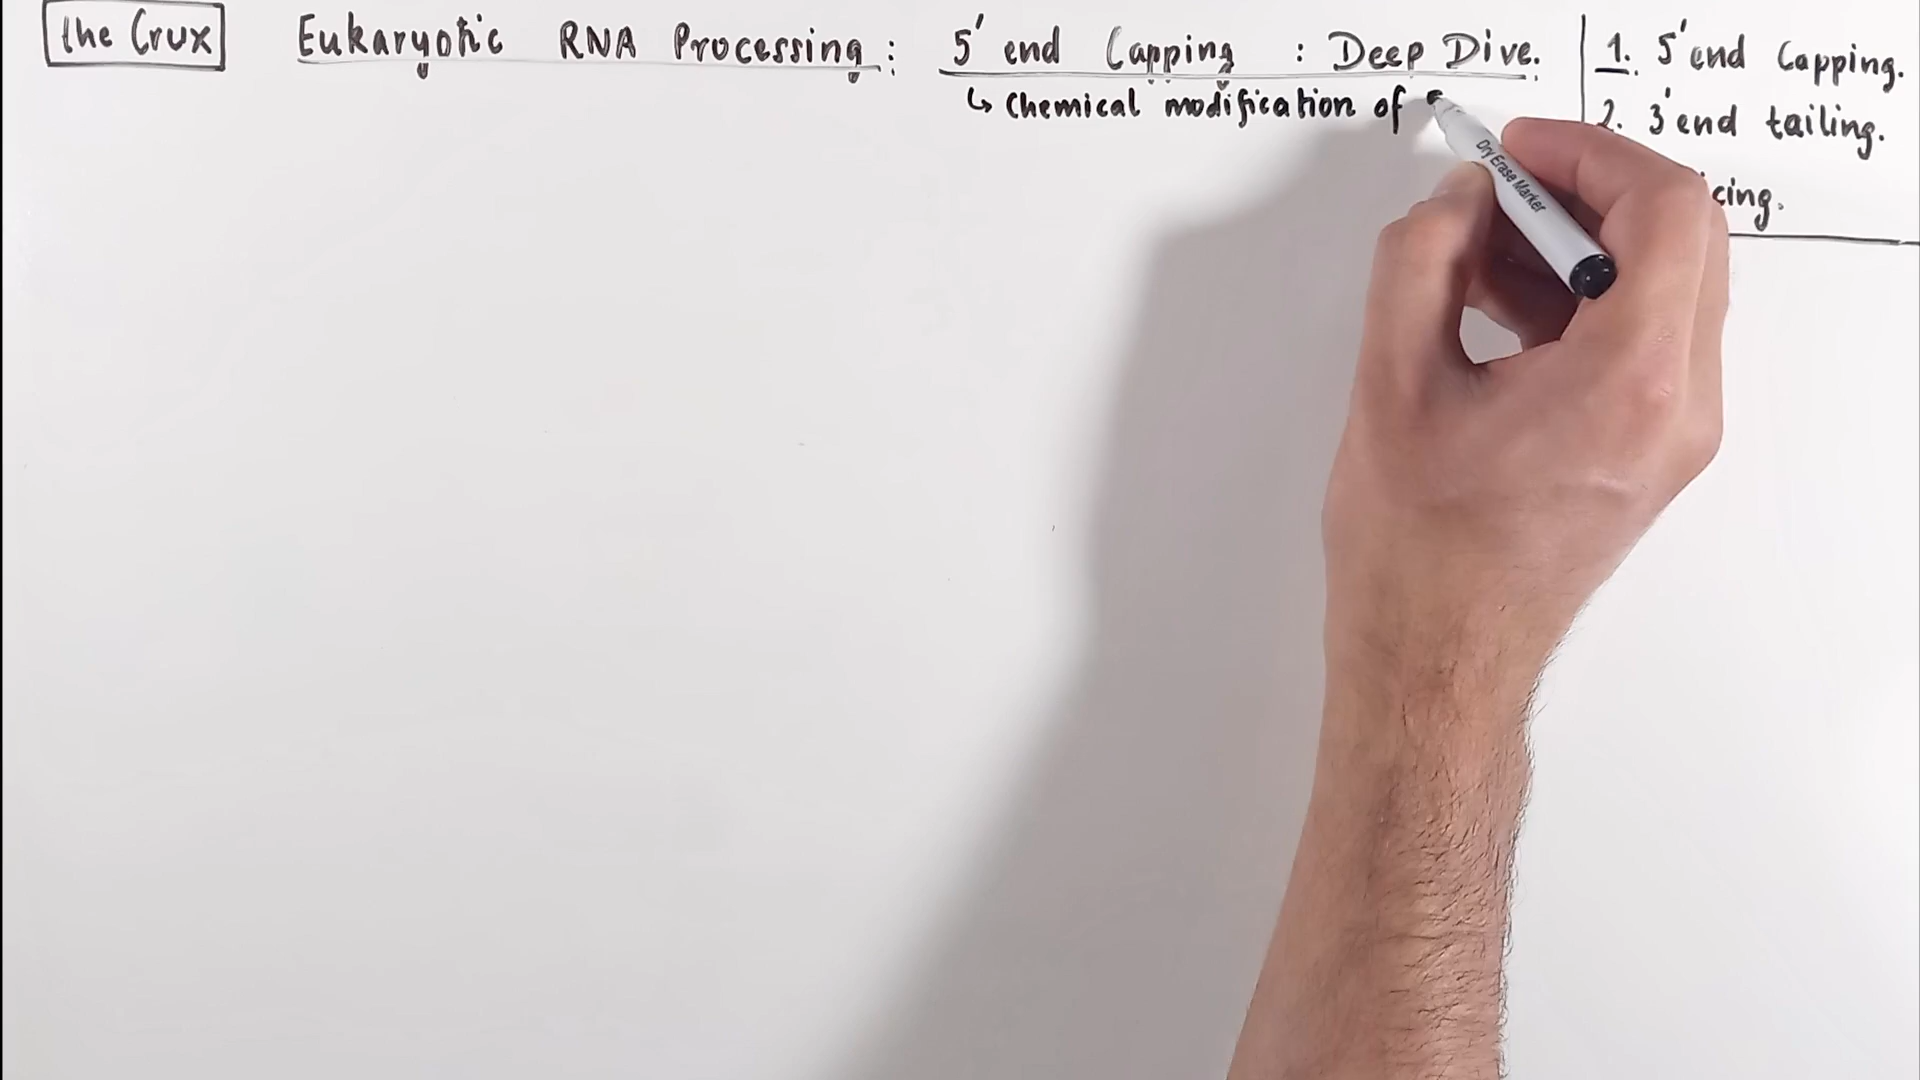 the Crux Eukaryotic RNA Processing: 5' end Capping : Deep Dive.
↳ Chemical modification of
1. 5' end Capping.
2. 3' end tailing.
cing.
Dry Erase Marker